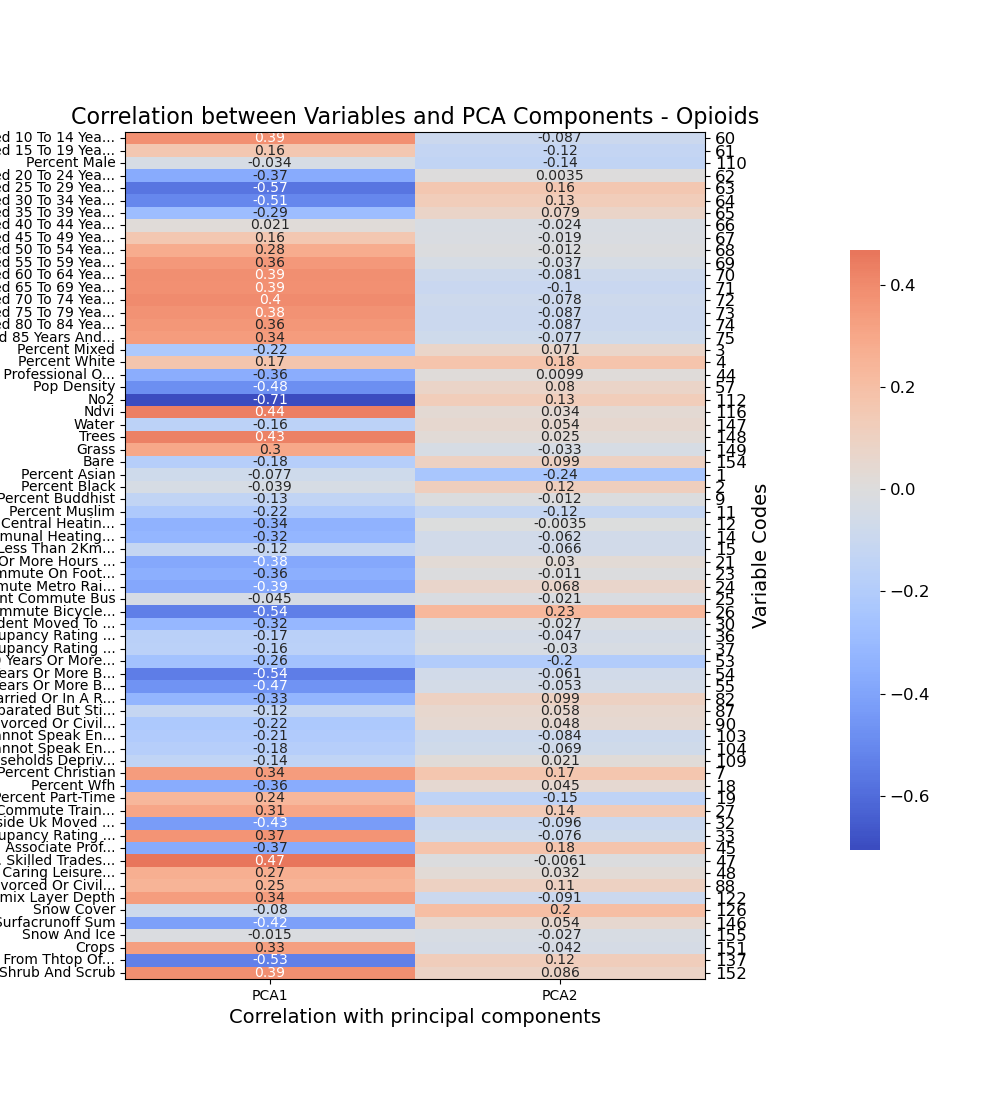 Correlation between Variables and PCA Components - Opioids
ed 10 To 14 Yea... 0.39 -0.087 60
ed 15 To 19 Yea... 0.16 -0.12 61
Percent Male -0.034 -0.14 110
ed 20 To 24 Yea... -0.37 0.0035 62
ed 25 To 29 Yea... -0.57 0.16 63
ed 30 To 34 Yea... -0.51 0.13 64
ed 35 To 39 Yea... -0.29 0.079 65
ed 40 To 44 Yea... 0.021 -0.024 66
ed 45 To 49 Yea... 0.16 -0.019 67
ed 50 To 54 Yea... 0.28 -0.012 68
ed 55 To 59 Yea... 0.36 -0.037 69
ed 60 To 64 Yea... 0.39 -0.081 70
ed 65 To 69 Yea... 0.39 -0.1 71
ed 70 To 74 Yea... 0.4 -0.078 72
ed 75 To 79 Yea... 0.38 -0.087 73
ed 80 To 84 Yea... 0.36 -0.087 74
d 85 Years And... 0.34 -0.077 75
Percent Mixed -0.22 0.071 3
Percent White 0.17 0.18 4
Professional O... -0.36 0.0099 44
Pop Density -0.48 0.08 57
No2 -0.71 0.13 112
Ndvi 0.44 0.034 116
Water -0.16 0.054 147
Trees 0.43 0.025 148
Grass 0.3 -0.033 149
Bare -0.18 0.099 154
Percent Asian -0.077 -0.24 1
Percent Black -0.039 0.12 2
Percent Buddhist -0.13 -0.012 9
Percent Muslim -0.22 -0.12 11
Central Heatin... -0.34 -0.0035 12
munal Heating... -0.32 -0.062 14
Less Than 2Km... -0.12 -0.066 15
Or More Hours ... -0.38 0.03 21
mmute On Foot... -0.36 -0.011 23
mute Metro Rai... -0.39 0.068 24
nt Commute Bus -0.045 -0.021 25
mmute Bicycle... -0.54 0.23 26
dent Moved To ... -0.32 -0.027 30
upancy Rating ... -0.17 -0.047 36
upancy Rating ... -0.16 -0.03 37
Years Or More... -0.26 -0.2 53
ears Or More B... -0.54 -0.061 54
ears Or More B... -0.47 -0.053 55
arried Or In A R... -0.33 0.099 82
parated But Sti... -0.12 0.058 87
vorced Or Civil... -0.22 0.048 90
annot Speak En... -0.21 -0.084 103
annot Speak En... -0.18 -0.069 104
seholds Depriv... -0.14 0.021 109
Percent Christian 0.34 0.17 7
Percent Wfh -0.36 0.045 18
Percent Part-Time 0.24 -0.15 19
Commute Train... 0.31 0.14 27
side Uk Moved ... -0.43 -0.096 32
upancy Rating ... 0.37 -0.076 33
Associate Prof... -0.37 0.18 45
Skilled Trades... 0.47 -0.0061 47
Caring Leisure... 0.27 0.032 48
vorced Or Civil... 0.25 0.11 88
mix Layer Depth 0.34 -0.091 122
Snow Cover -0.08 0.2 126
Surfacrunoff Sum -0.42 0.054 146
Snow And Ice -0.015 -0.027 155
Crops 0.33 -0.042 151
From Thtop Of... -0.53 0.12 137
Shrub And Scrub 0.39 0.086 152
PCA1 PCA2
Correlation with principal components
Variable Codes
0.4
0.2
0.0
−0.2
−0.4
−0.6